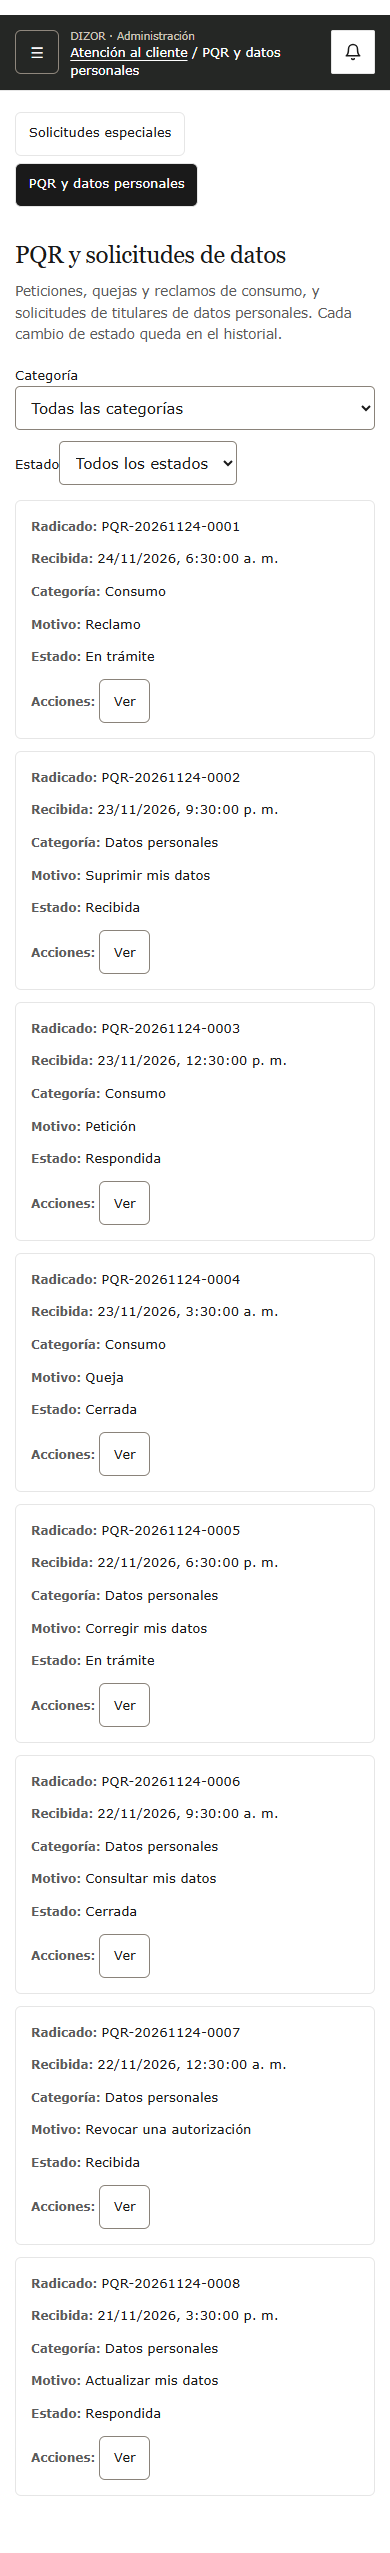 ☰
DIZOR · Administración
Atención al cliente / PQR y datos
personales
Solicitudes especiales
PQR y datos personales
PQR y solicitudes de datos
Peticiones, quejas y reclamos de consumo, y
solicitudes de titulares de datos personales. Cada
cambio de estado queda en el historial.
Categoría
Todas las categorías
Estado Todos los estados
Radicado: PQR-20261124-0001
Recibida: 24/11/2026, 6:30:00 a. m.
Categoría: Consumo
Motivo: Reclamo
Estado: En trámite
Acciones: Ver
Radicado: PQR-20261124-0002
Recibida: 23/11/2026, 9:30:00 p. m.
Categoría: Datos personales
Motivo: Suprimir mis datos
Estado: Recibida
Acciones: Ver
Radicado: PQR-20261124-0003
Recibida: 23/11/2026, 12:30:00 p. m.
Categoría: Consumo
Motivo: Petición
Estado: Respondida
Acciones: Ver
Radicado: PQR-20261124-0004
Recibida: 23/11/2026, 3:30:00 a. m.
Categoría: Consumo
Motivo: Queja
Estado: Cerrada
Acciones: Ver
Radicado: PQR-20261124-0005
Recibida: 22/11/2026, 6:30:00 p. m.
Categoría: Datos personales
Motivo: Corregir mis datos
Estado: En trámite
Acciones: Ver
Radicado: PQR-20261124-0006
Recibida: 22/11/2026, 9:30:00 a. m.
Categoría: Datos personales
Motivo: Consultar mis datos
Estado: Cerrada
Acciones: Ver
Radicado: PQR-20261124-0007
Recibida: 22/11/2026, 12:30:00 a. m.
Categoría: Datos personales
Motivo: Revocar una autorización
Estado: Recibida
Acciones: Ver
Radicado: PQR-20261124-0008
Recibida: 21/11/2026, 3:30:00 p. m.
Categoría: Datos personales
Motivo: Actualizar mis datos
Estado: Respondida
Acciones: Ver